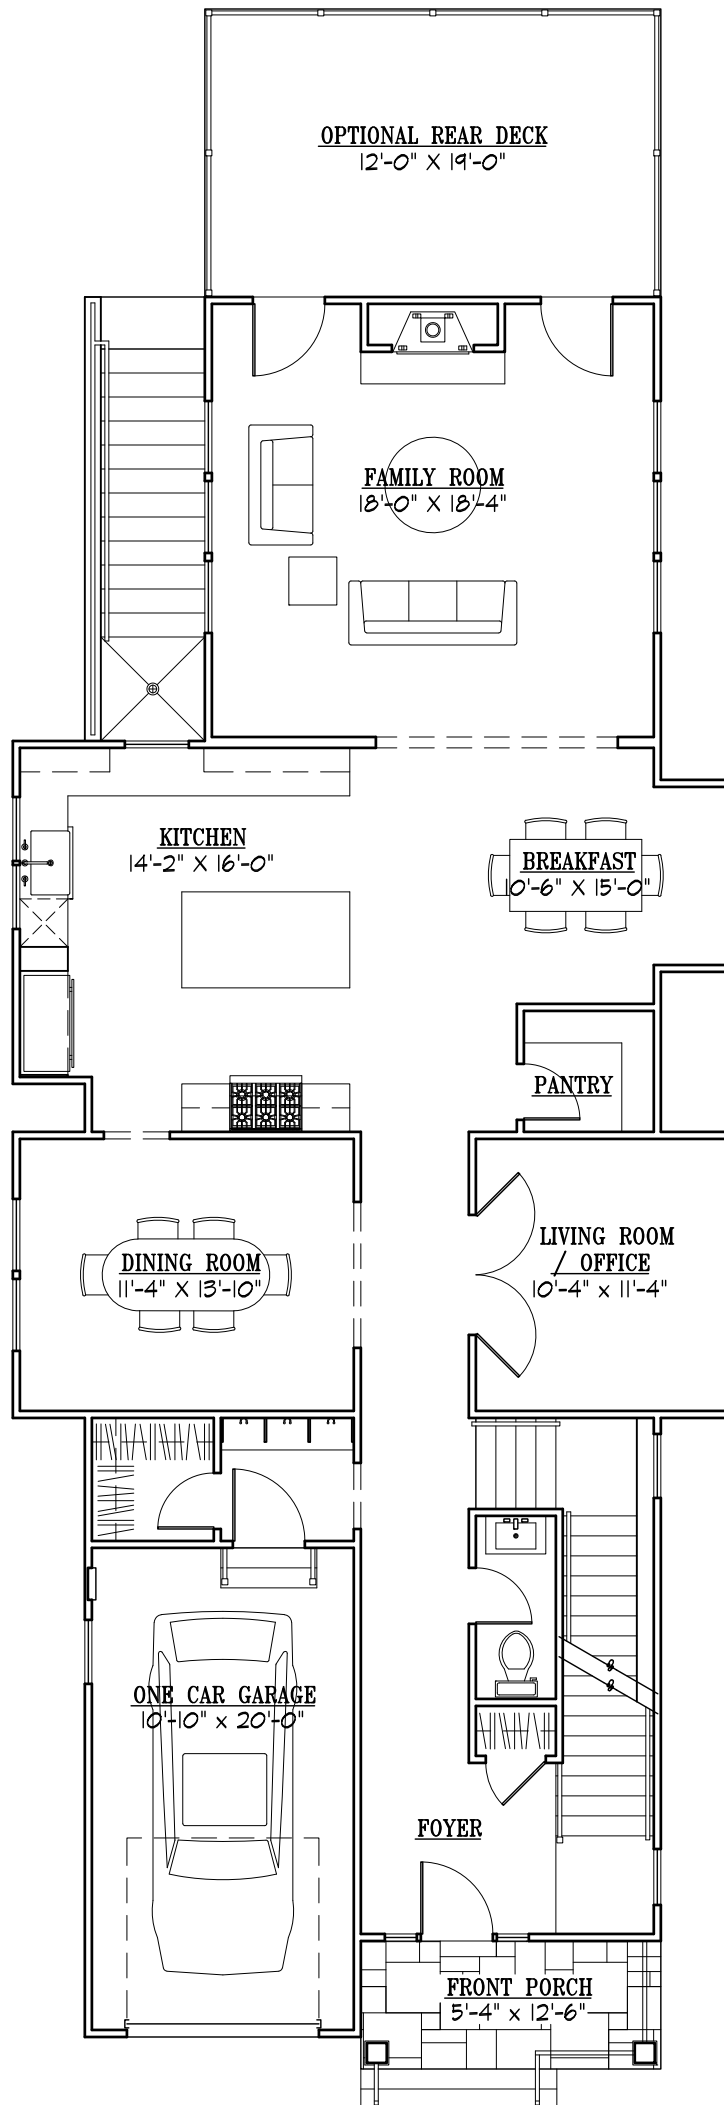 OPTIONAL REAR DECK
12'-0" X 19'-0"
FAMILY ROOM
18'-0" X 18'-4"
KITCHEN
14'-2" X 16'-0"
BREAKFAST
10'-6" X 15'-0"
PANTRY
LIVING ROOM
/ OFFICE
10'-4" x 11'-4"
DINING ROOM
11'-4" X 13'-10"
ONE CAR GARAGE
10'-10" x 20'-0"
FOYER
FRONT PORCH
5'-4" x 12'-6"